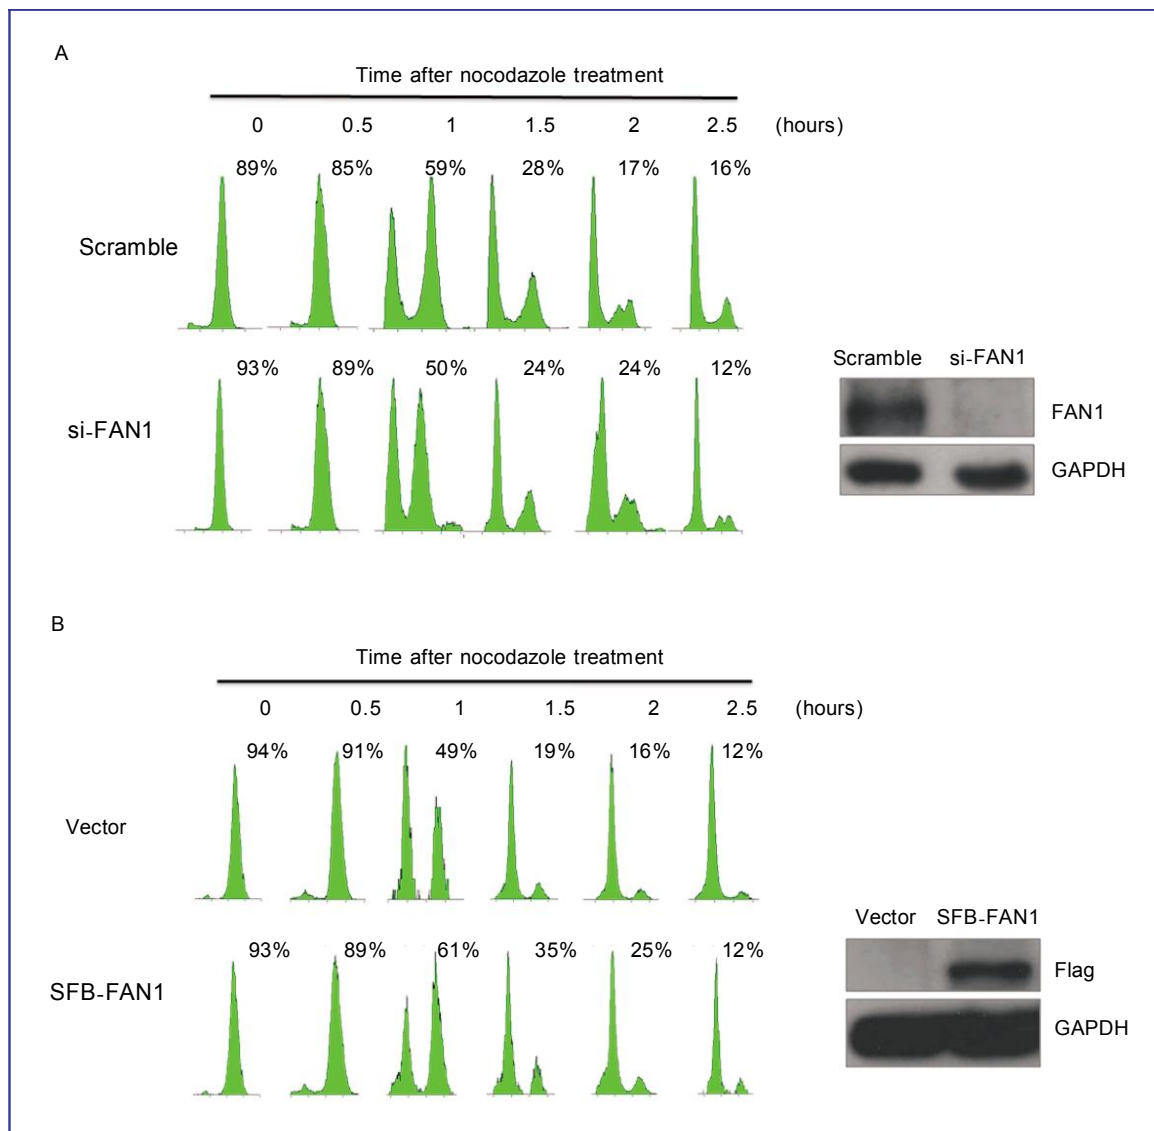 A
Time after nocodazole treatment
0 0.5 1 1.5 2 2.5 (hours)
89% 85% 59% 28% 17% 16%
Scramble
93% 89% 50% 24% 24% 12%
si-FAN1
Scramble si-FAN1
FAN1
GAPDH
B
Time after nocodazole treatment
0 0.5 1 1.5 2 2.5 (hours)
94% 91% 49% 19% 16% 12%
Vector
93% 89% 61% 35% 25% 12%
SFB-FAN1
Vector SFB-FAN1
Flag
GAPDH